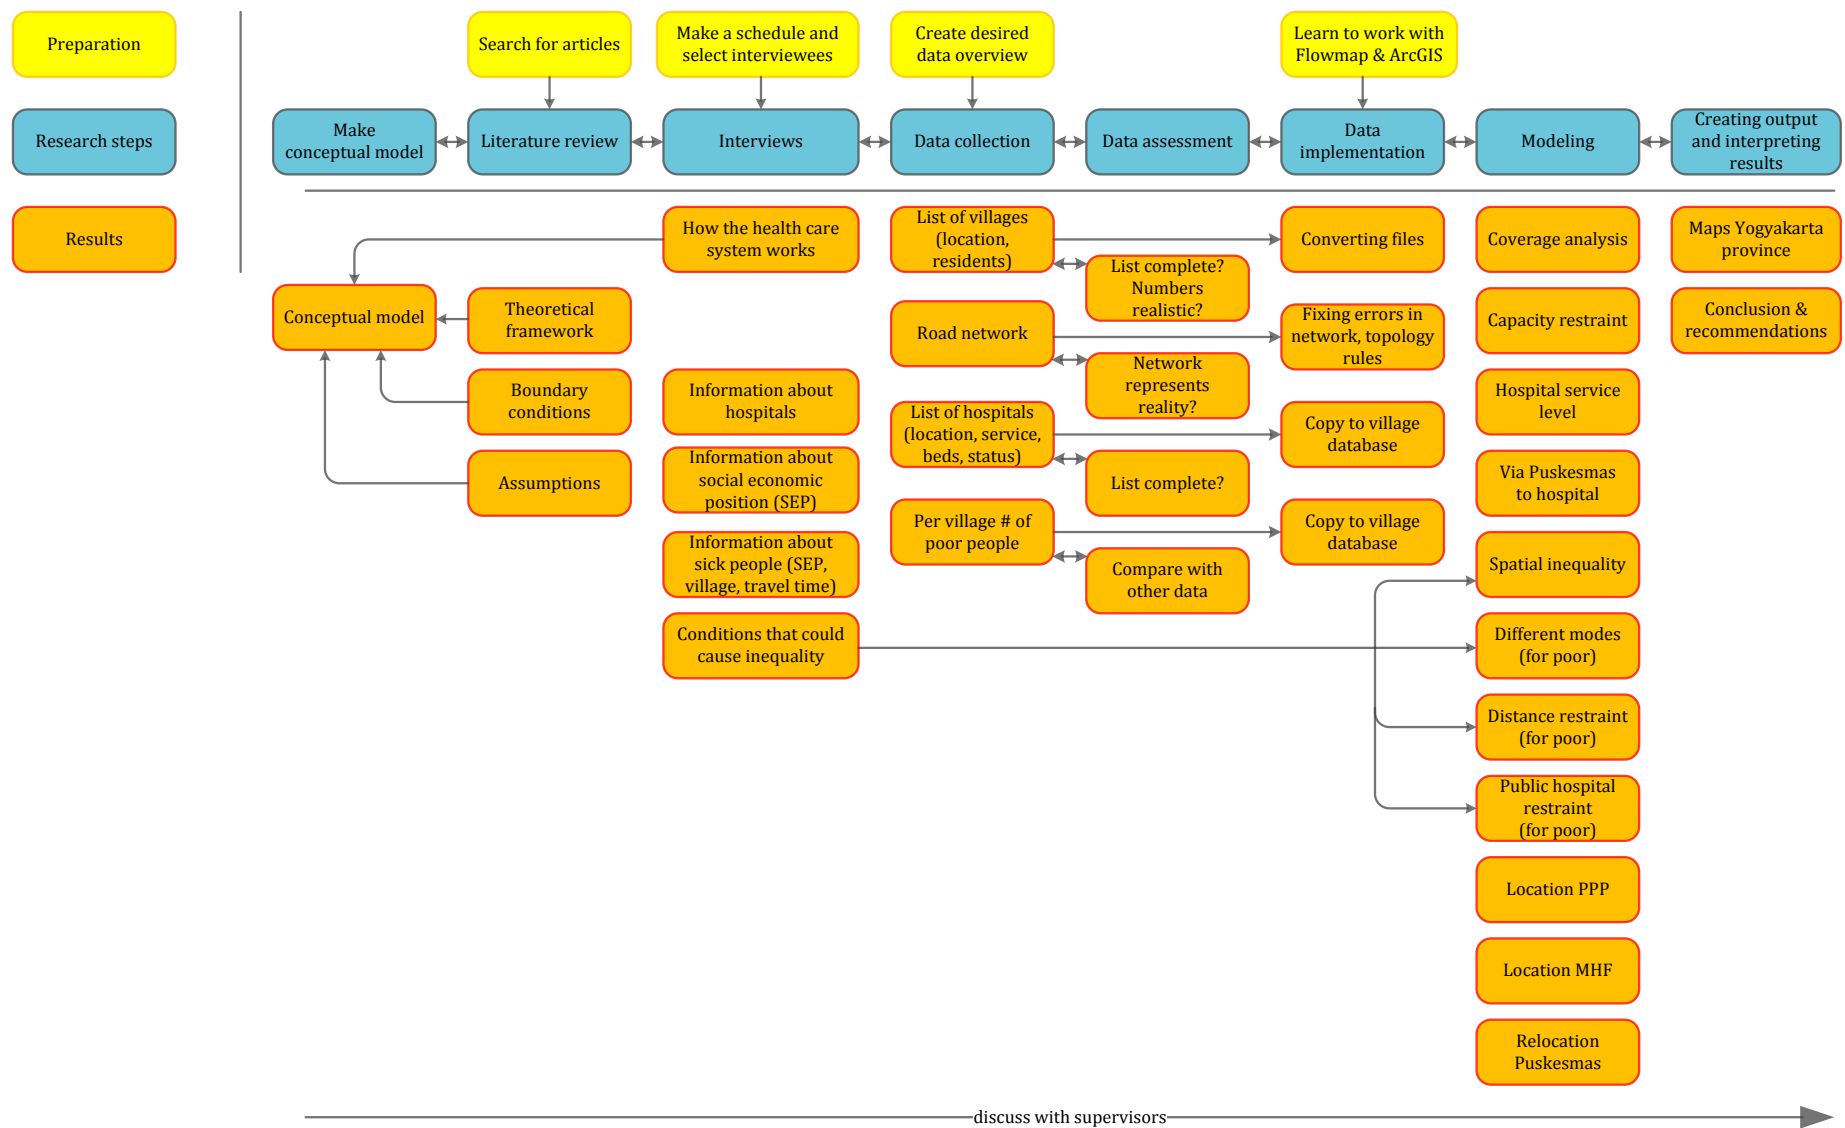 Preparation
Research steps
Results
Search for articles
Make a schedule and
select interviewees
Create desired
data overview
Learn to work with
Flowmap & ArcGIS
Make
conceptual model
Literature review
Interviews
Data collection
Data assessment
Data
implementation
Modeling
Creating output
and interpreting
results
Conceptual model
Theoretical
framework
Boundary
conditions
Assumptions
How the health care
system works
Information about
hospitals
Information about
social economic
position (SEP)
Information about
sick people (SEP,
village, travel time)
Conditions that could
cause inequality
List of villages
(location,
residents)
Road network
List of hospitals
(location, service,
beds, status)
Per village # of
poor people
List complete?
Numbers
realistic?
Network
represents
reality?
List complete?
Compare with
other data
Converting files
Fixing errors in
network, topology
rules
Copy to village
database
Copy to village
database
Coverage analysis
Capacity restraint
Hospital service
level
Via Puskesmas
to hospital
Spatial inequality
Different modes
(for poor)
Distance restraint
(for poor)
Public hospital
restraint
(for poor)
Location PPP
Location MHF
Relocation
Puskesmas
Maps Yogyakarta
province
Conclusion &
recommendations
discuss with supervisors